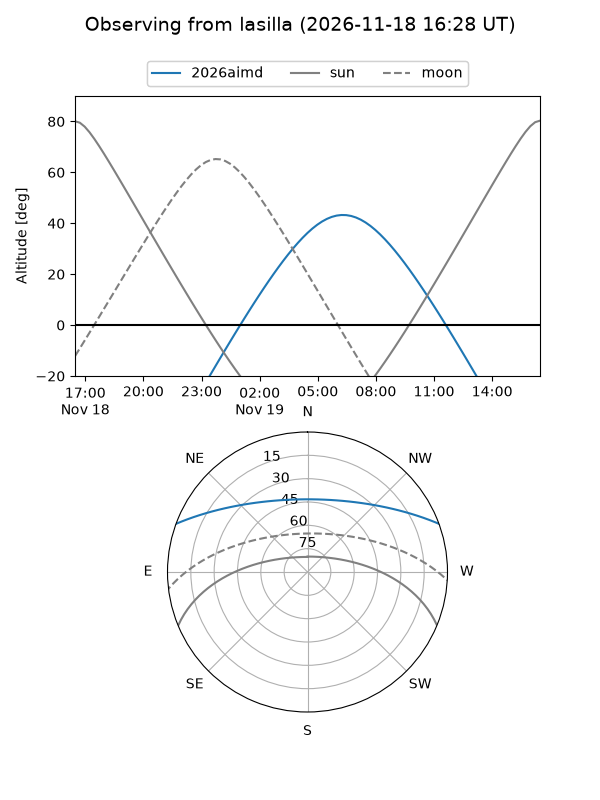 Observing from lasilla (2026-11-18 16:28 UT)
2026aimd sun moon
Altitude [deg]
80
60
40
20
0
−20
17:00 20:00 23:00 02:00 05:00 08:00 11:00 14:00
Nov 18 Nov 19
N
NE NW
15
30
45
60
75
E W
SE SW
S